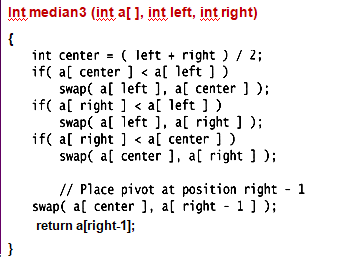 Int median3 (int a[ ], int left, int right)
{
int center = ( left + right ) / 2;
if( a[ center ] < a[ left ] )
swap( a[ left ], a[ center ] );
if( a[ right ] < a[ left ] )
swap( a[ left ], a[ right ] );
if( a[ right ] < a[ center ] )
swap( a[ center ], a[ right ] );
// Place pivot at position right - 1
swap( a[ center ], a[ right - 1 ] );
return a[right-1];
}